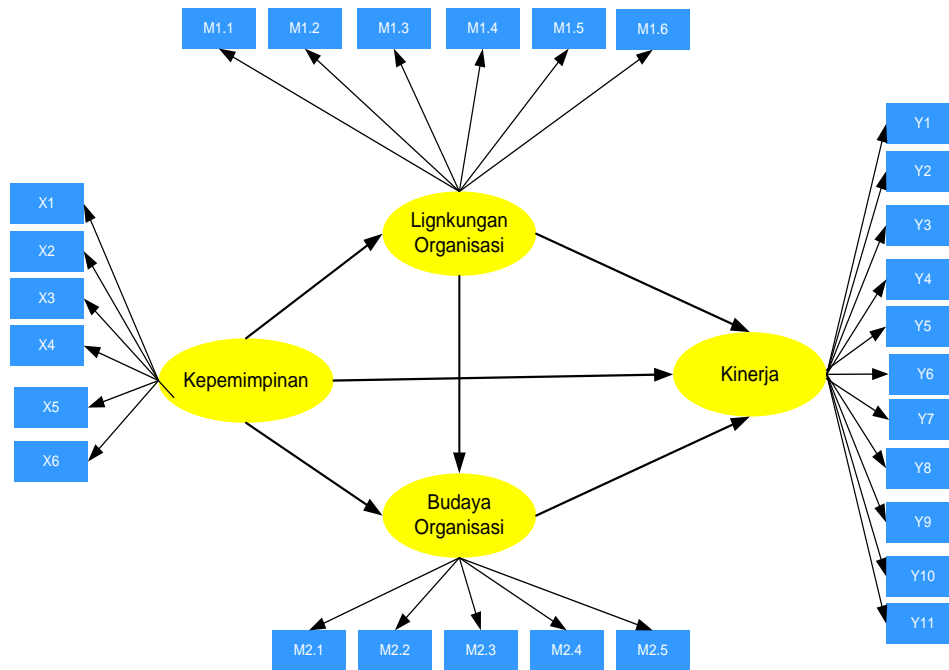 M1.1
M1.2
M1.3
M1.4
M1.5
M1.6
X1
X2
X3
X4
X5
X6
Lignkungan
Organisasi
Kepemimpinan
Kinerja
Budaya
Organisasi
Y1
Y2
Y3
Y4
Y5
Y6
Y7
Y8
Y9
Y10
Y11
M2.1
M2.2
M2.3
M2.4
M2.5